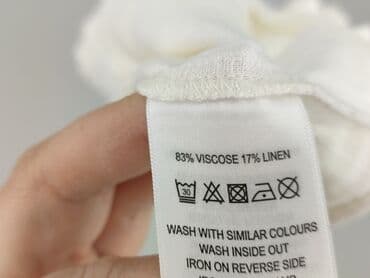 83% VISCOSE 17% LINEN
30
WASH WITH SIMILAR COLOURS
WASH INSIDE OUT
IRON ON REVERSE SIDE